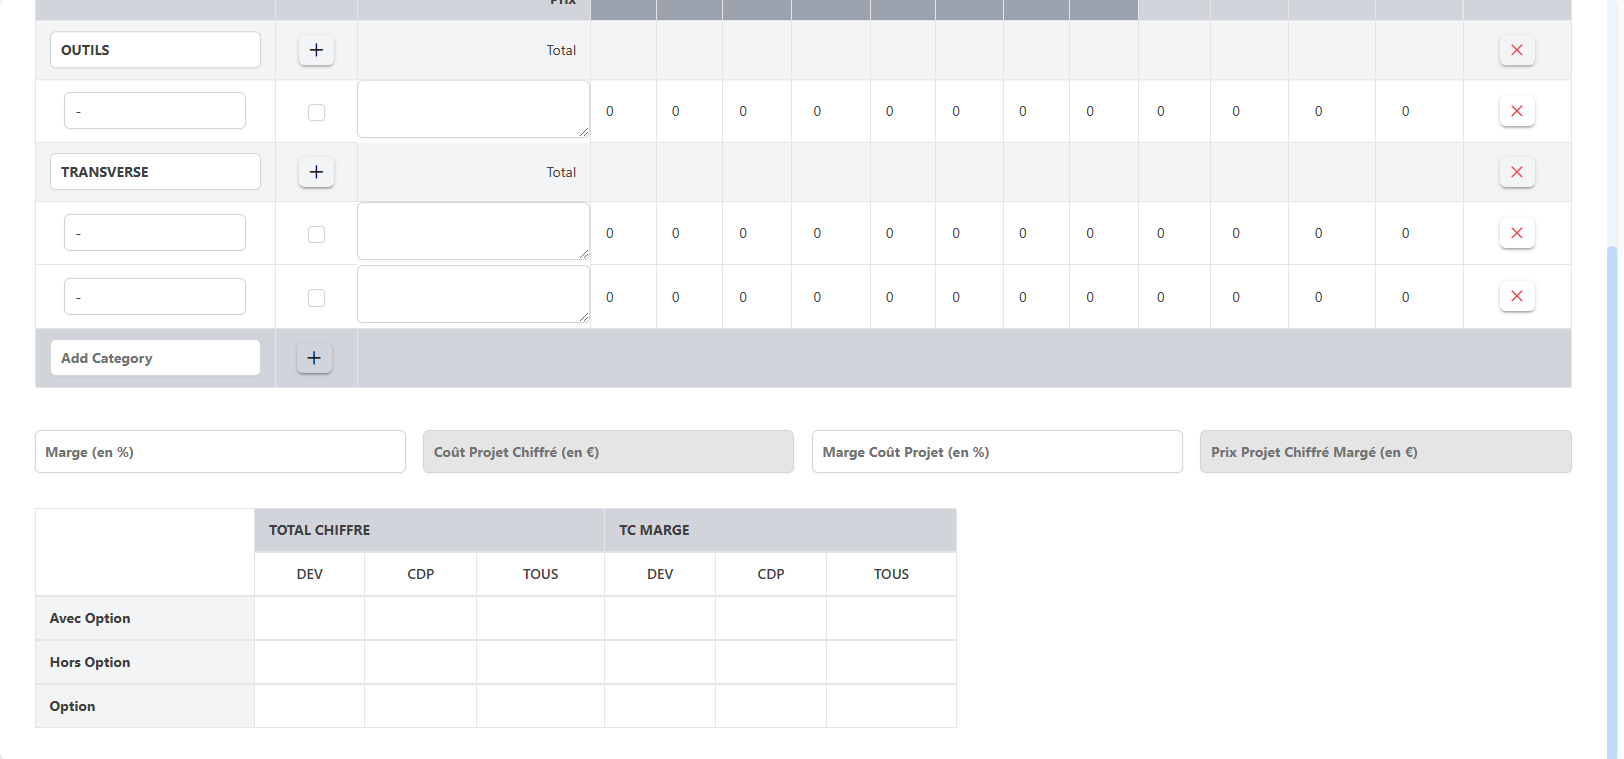 Prix
OUTILS + Total
- 0 0 0 0 0 0 0 0 0 0 0 0
TRANSVERSE + Total
- 0 0 0 0 0 0 0 0 0 0 0 0
- 0 0 0 0 0 0 0 0 0 0 0 0
Add Category +
Marge (en %) Coût Projet Chiffré (en €) Marge Coût Projet (en %) Prix Projet Chiffré Margé (en €)
TOTAL CHIFFRE TC MARGE
DEV CDP TOUS DEV CDP TOUS
Avec Option
Hors Option
Option